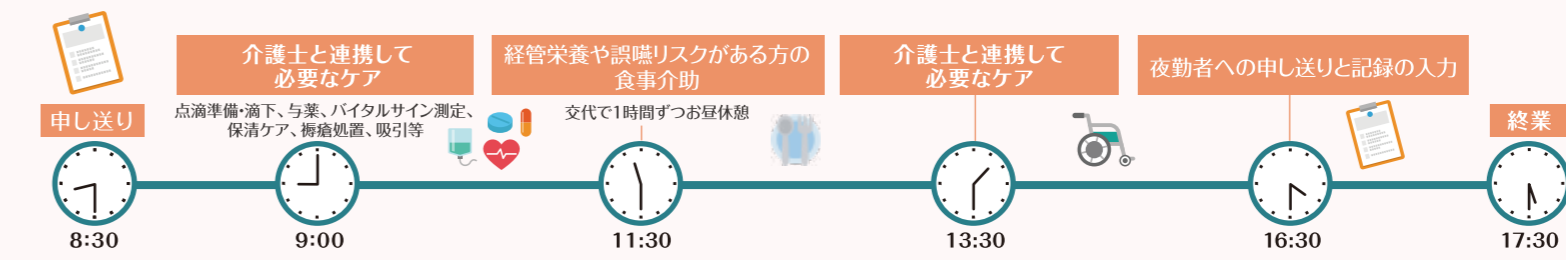 申し送り
8:30
介護士と連携して
必要なケア
点滴準備・滴下、与薬、バイタルサイン測定、
保清ケア、褥瘡処置、吸引等
9:00
経管栄養や誤嚥リスクがある方の
食事介助
交代で1時間ずつお昼休憩
11:30
介護士と連携して
必要なケア
13:30
夜勤者への申し送りと記録の入力
16:30
終業
17:30